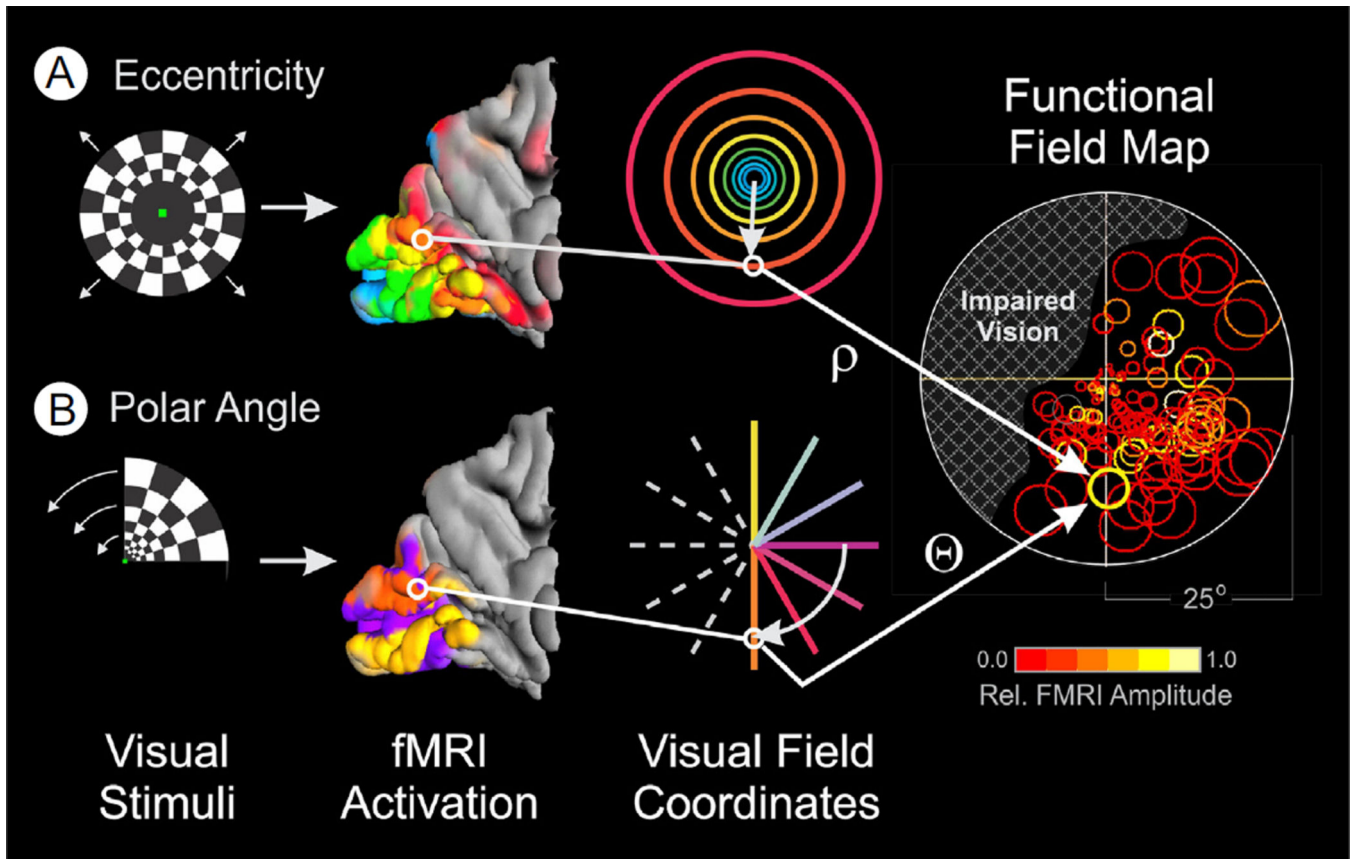 A Eccentricity
Functional
Field Map
Impaired
Vision
ρ
B Polar Angle
Θ
25°
0.0 1.0
Rel. FMRI Amplitude
Visual
Stimuli
fMRI
Activation
Visual Field
Coordinates